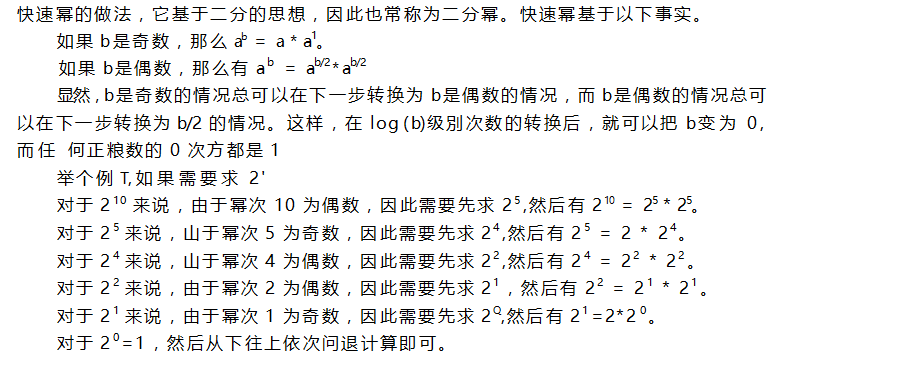 快速幂的做法，它基于二分的思想，因此也常称为二分幂。快速幂基于以下事实。
如果 b是奇数，那么 a^b = a * a^1。
如果 b是偶数，那么有 a^b = a^b/2*a^b/2
显然，b是奇数的情况总可以在下一步转换为 b是偶数的情况，而 b是偶数的情况总可
以在下一步转换为 b/2 的情况。这样，在 log (b)级别次数的转换后，就可以把 b变为 0,
而任 何正粮数的 0 次方都是 1
举个例 T,如果需要求 2'
对于 2^10 来说，由于幂次 10 为偶数，因此需要先求 2^5,然后有 2^10 = 2^5 * 2^5。
对于 2^5 来说，山于幂次 5 为奇数，因此需要先求 2^4,然后有 2^5 = 2 * 2^4。
对于 2^4 来说，山于幂次 4 为偶数，因此需要先求 2^2,然后有 2^4 = 2^2 * 2^2。
对于 2^2 来说，由于幂次 2 为偶数，因此需要先求 2^1，然后有 2^2 = 2^1 * 2^1。
对于 2^1 来说，由于幂次 1 为奇数，因此需要先求 2^Q,然后有 2^1=2*2^0。
对于 2^0=1，然后从下往上依次问退计算即可。